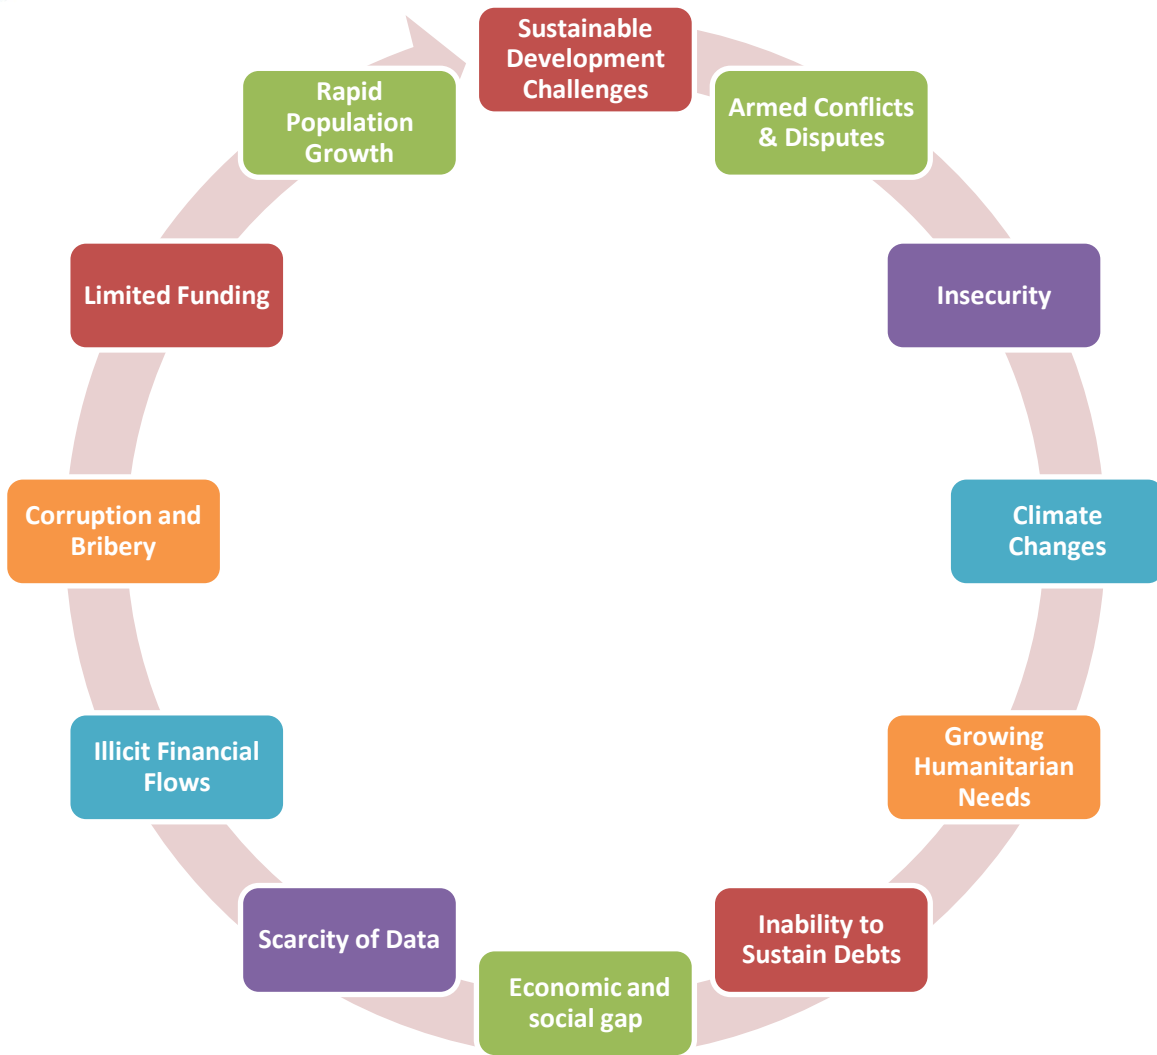 Sustainable
Development
Challenges
Armed Conflicts
& Disputes
Insecurity
Climate
Changes
Growing
Humanitarian
Needs
Inability to
Sustain Debts
Economic and
social gap
Scarcity of Data
Illicit Financial
Flows
Corruption and
Bribery
Limited Funding
Rapid
Population
Growth